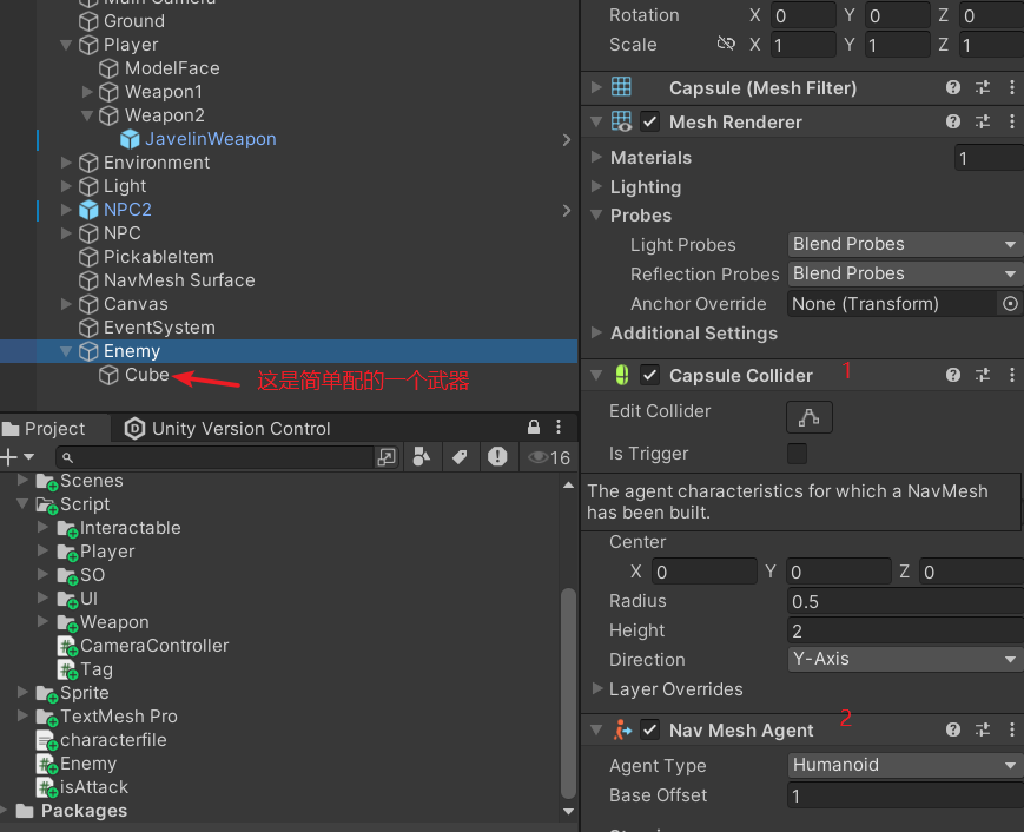 Main Camera
Ground
Player
ModelFace
Weapon1
Weapon2
JavelinWeapon
Environment
Light
NPC2
NPC
PickableItem
NavMesh Surface
Canvas
EventSystem
Enemy
Cube 这是简单配的一个武器
Project Unity Version Control
16
Scenes
Script
Interactable
Player
SO
UI
Weapon
CameraController
Tag
Sprite
TextMesh Pro
characterfile
Enemy
isAttack
Packages
Rotation X 0 Y 0 Z 0
Scale X 1 Y 1 Z 1
Capsule (Mesh Filter)
Mesh Renderer
Materials 1
Lighting
Probes
Light Probes Blend Probes
Reflection Probes Blend Probes
Anchor Override None (Transform)
Additional Settings
Capsule Collider 1
Edit Collider
Is Trigger
The agent characteristics for which a NavMesh
has been built.
Center
X 0 Y 0 Z 0
Radius 0.5
Height 2
Direction Y-Axis
Layer Overrides
Nav Mesh Agent 2
Agent Type Humanoid
Base Offset 1